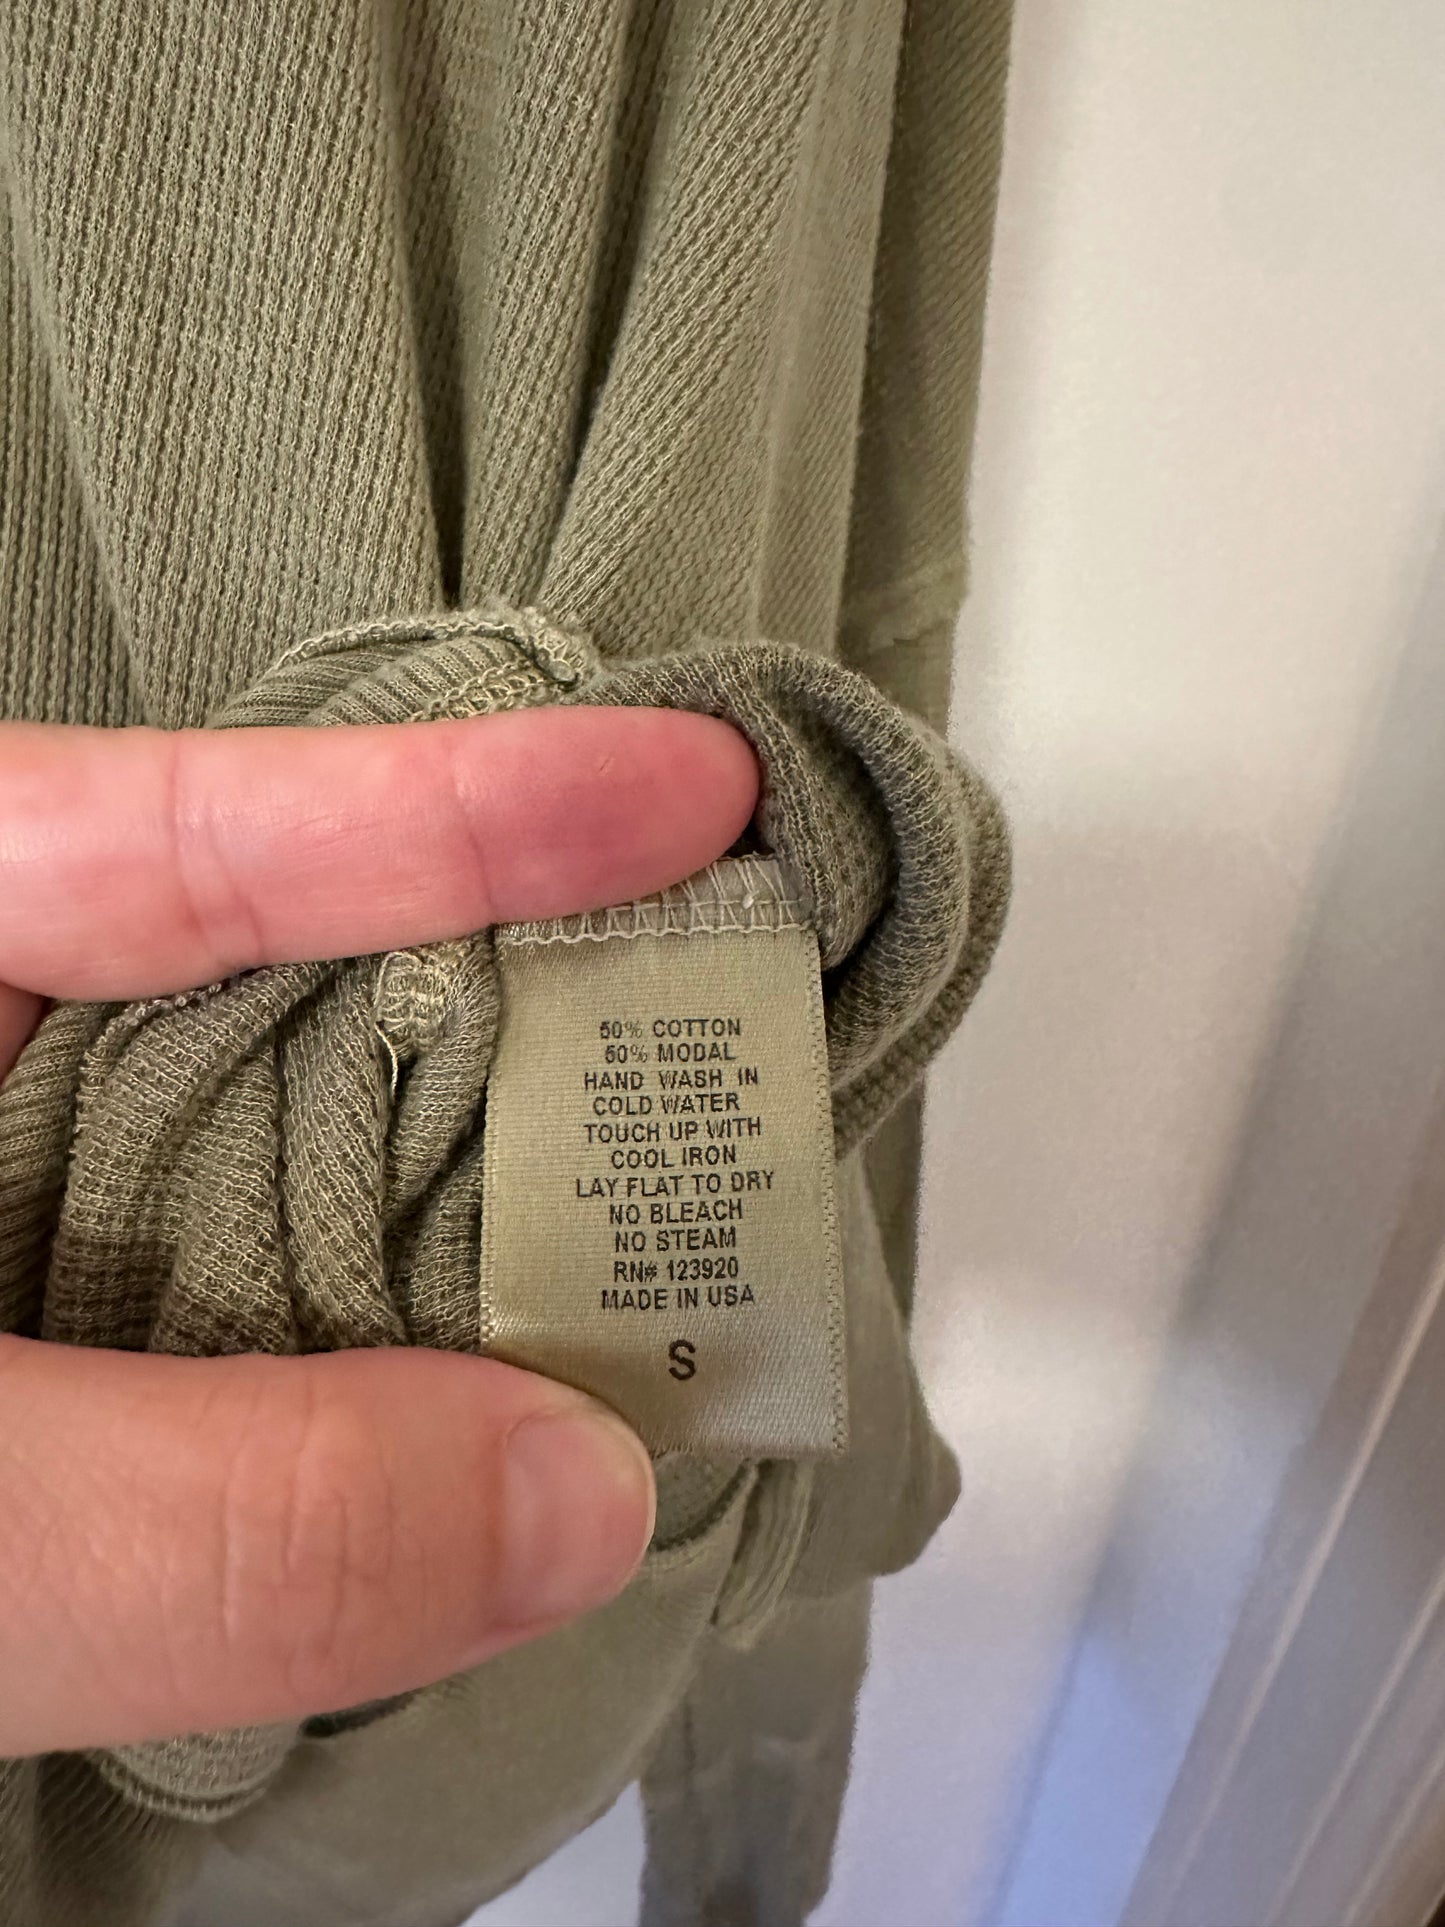 50% COTTON
50% MODAL
HAND WASH IN
COLD WATER
TOUCH UP WITH
COOL IRON
LAY FLAT TO DRY
NO BLEACH
NO STEAM
RN# 123920
MADE IN USA
S